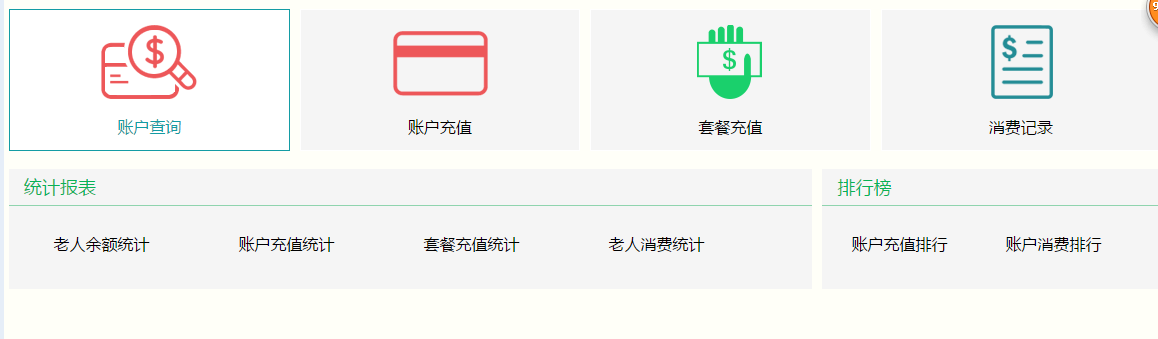 账户查询
账户充值
套餐充值
消费记录
统计报表
排行榜
老人余额统计
账户充值统计
套餐充值统计
老人消费统计
账户充值排行
账户消费排行